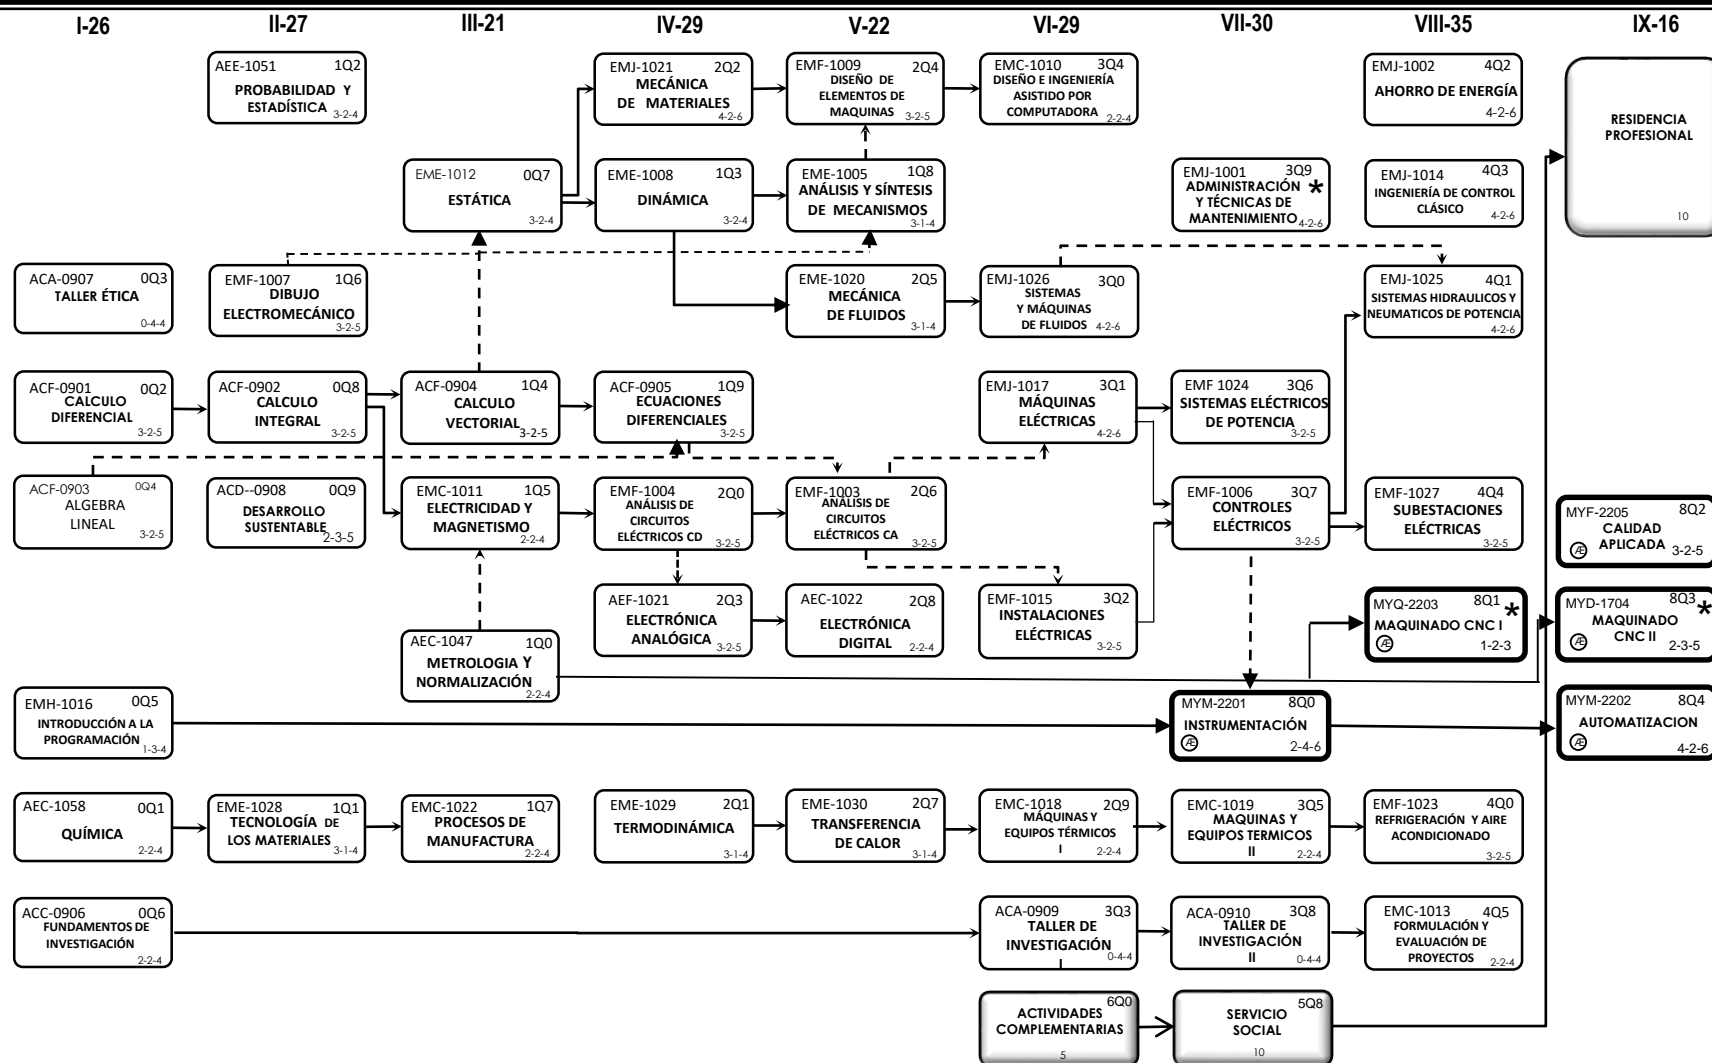 I-26
II-27
III-21
IV-29
V-22
VI-29
VII-30
VIII-35
IX-16
AEE-1051 1Q2
PROBABILIDAD Y
ESTADÍSTICA 3-2-4
EMJ-1021 2Q2
MECÁNICA
DE MATERIALES
4-2-6
EMF-1009 2Q4
DISEÑO DE
ELEMENTOS DE
MAQUINAS 3-2-5
EMC-1010 3Q4
DISEÑO E INGENIERÍA
ASISTIDO POR
COMPUTADORA 2-2-4
EMJ-1002 4Q2
AHORRO DE ENERGÍA
4-2-6
RESIDENCIA
PROFESIONAL
10
EME-1012 0Q7
ESTÁTICA
3-2-4
EME-1008 1Q3
DINÁMICA
3-2-4
EME-1005 1Q8
ANÁLISIS Y SÍNTESIS
DE MECANISMOS
3-1-4
EMJ-1001 3Q9
ADMINISTRACIÓN *
Y TÉCNICAS DE
MANTENIMIENTO 4-2-6
EMJ-1014 4Q3
INGENIERÍA DE CONTROL
CLÁSICO
4-2-6
ACA-0907 0Q3
TALLER ÉTICA
0-4-4
EMF-1007 1Q6
DIBUJO
ELECTROMECÁNICO
3-2-5
EME-1020 2Q5
MECÁNICA
DE FLUIDOS
3-1-4
EMJ-1026 3Q0
SISTEMAS
Y MÁQUINAS
DE FLUIDOS 4-2-6
EMJ-1025 4Q1
SISTEMAS HIDRAULICOS Y
NEUMATICOS DE POTENCIA
4-2-6
ACF-0901 0Q2
CALCULO
DIFERENCIAL
3-2-5
ACF-0902 0Q8
CALCULO
INTEGRAL
3-2-5
ACF-0904 1Q4
CALCULO
VECTORIAL
3-2-5
ACF-0905 1Q9
ECUACIONES
DIFERENCIALES
3-2-5
EMJ-1017 3Q1
MÁQUINAS
ELÉCTRICAS
4-2-6
EMF 1024 3Q6
SISTEMAS ELÉCTRICOS
DE POTENCIA
3-2-5
ACF-0903 0Q4
ALGEBRA
LINEAL
3-2-5
ACD--0908 0Q9
DESARROLLO
SUSTENTABLE
2-3-5
EMC-1011 1Q5
ELECTRICIDAD Y
MAGNETISMO
2-2-4
EMF-1004 2Q0
ANÁLISIS DE
CIRCUITOS
ELÉCTRICOS CD 3-2-5
EMF-1003 2Q6
ANÁLISIS DE
CIRCUITOS
ELÉCTRICOS CA 3-2-5
EMF-1006 3Q7
CONTROLES
ELÉCTRICOS
3-2-5
EMF-1027 4Q4
SUBESTACIONES
ELÉCTRICAS
3-2-5
MYF-2205 8Q2
CALIDAD
APLICADA 3-2-5
Æ
AEF-1021 2Q3
ELECTRÓNICA
ANALÓGICA
3-2-5
AEC-1022 2Q8
ELECTRÓNICA
DIGITAL 2-2-4
EMF-1015 3Q2
INSTALACIONES
ELÉCTRICAS
3-2-5
MYQ-2203 8Q1 *
MAQUINADO CNC I
Æ 1-2-3
MYD-1704 8Q3 *
MAQUINADO
CNC II
Æ 2-3-5
AEC-1047 1Q0
METROLOGIA Y
NORMALIZACIÓN
2-2-4
EMH-1016 0Q5
INTRODUCCIÓN A LA
PROGRAMACIÓN 1-3-4
MYM-2201 8Q0
INSTRUMENTACIÓN
Æ 2-4-6
MYM-2202 8Q4
AUTOMATIZACION
Æ 4-2-6
AEC-1058 0Q1
QUÍMICA
2-2-4
EME-1028 1Q1
TECNOLOGÍA DE
LOS MATERIALES
3-1-4
EMC-1022 1Q7
PROCESOS DE
MANUFACTURA
2-2-4
EME-1029 2Q1
TERMODINÁMICA
3-1-4
EME-1030 2Q7
TRANSFERENCIA
DE CALOR
3-1-4
EMC-1018 2Q9
MÁQUINAS Y
EQUIPOS TÉRMICOS
I 2-2-4
EMC-1019 3Q5
MAQUINAS Y
EQUIPOS TERMICOS
II 2-2-4
EMF-1023 4Q0
REFRIGERACIÓN Y AIRE
ACONDICIONADO
3-2-5
ACC-0906 0Q6
FUNDAMENTOS DE
INVESTIGACIÓN
2-2-4
ACA-0909 3Q3
TALLER DE
INVESTIGACIÓN
I 0-4-4
ACA-0910 3Q8
TALLER DE
INVESTIGACIÓN
II 0-4-4
EMC-1013 4Q5
FORMULACIÓN Y
EVALUACIÓN DE
PROYECTOS 2-2-4
6Q0
ACTIVIDADES
COMPLEMENTARIAS
5
5Q8
SERVICIO
SOCIAL
10